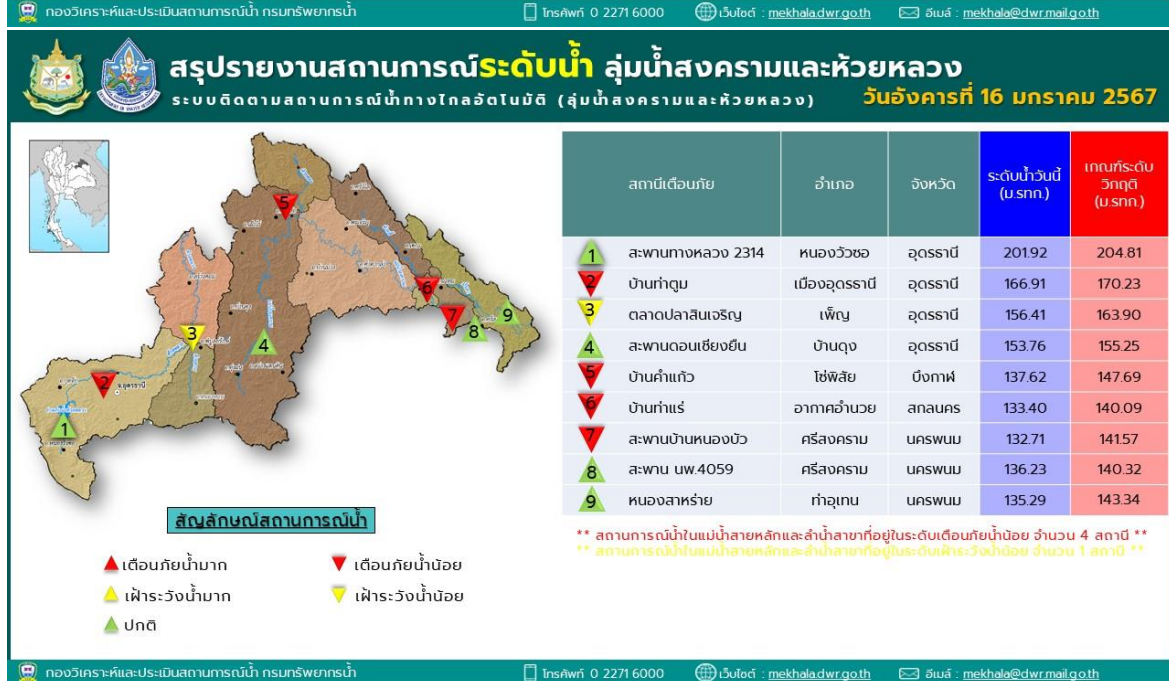 กองวิเคราะห์และประเมินสถานการณ์น้ำ กรมทรัพยากรน้ำ โทรศัพท์ 0 2271 6000 เว็บไซต์ : mekhala.dwr.go.th อีเมล์ : mekhala@dwr.mail.go.th
สรุปรายงานสถานการณ์ระดับน้ำ ลุ่มน้ำสงครามและห้วยหลวง
ระบบติดตามสถานการณ์น้ำทางไกลอัตโนมัติ (ลุ่มน้ำสงครามและห้วยหลวง) วันอังคารที่ 16 มกราคม 2567
5
6
7
8
9
3
4
2
อ.อุดรธานี
1
สถานีเตือนภัย อำเภอ จังหวัด ระดับน้ำวันนี้ (ม.รทก.) เกณฑ์ระดับวิกฤติ (ม.รทก.)
1 สะพานทางหลวง 2314 หนองวัวซอ อุดรธานี 201.92 204.81
2 บ้านท่าตูม เมืองอุดรธานี อุดรธานี 166.91 170.23
3 ตลาดปลาสินเจริญ เพ็ญ อุดรธานี 156.41 163.90
4 สะพานดอนเชียงยืน บ้านดุง อุดรธานี 153.76 155.25
5 บ้านคำแก้ว โซ่พิสัย บึงกาฬ 137.62 147.69
6 บ้านท่าแร่ อากาศอำนวย สกลนคร 133.40 140.09
7 สะพานบ้านหนองบัว ศรีสงคราม นครพนม 132.71 141.57
8 สะพาน นพ.4059 ศรีสงคราม นครพนม 136.23 140.32
9 หนองสาหร่าย ท่าอุเทน นครพนม 135.29 143.34
** สถานการณ์น้ำในแม่น้ำสายหลักและลำน้ำสาขาที่อยู่ในระดับเตือนภัยน้ำน้อย จำนวน 4 สถานี **
** สถานการณ์น้ำในแม่น้ำสายหลักและลำน้ำสาขาที่อยู่ในระดับเฝ้าระวังน้ำน้อย จำนวน 1 สถานี **
สัญลักษณ์สถานการณ์น้ำ
เตือนภัยน้ำมาก เตือนภัยน้ำน้อย
เฝ้าระวังน้ำมาก เฝ้าระวังน้ำน้อย
ปกติ
กองวิเคราะห์และประเมินสถานการณ์น้ำ กรมทรัพยากรน้ำ โทรศัพท์ 0 2271 6000 เว็บไซต์ : mekhala.dwr.go.th อีเมล์ : mekhala@dwr.mail.go.th